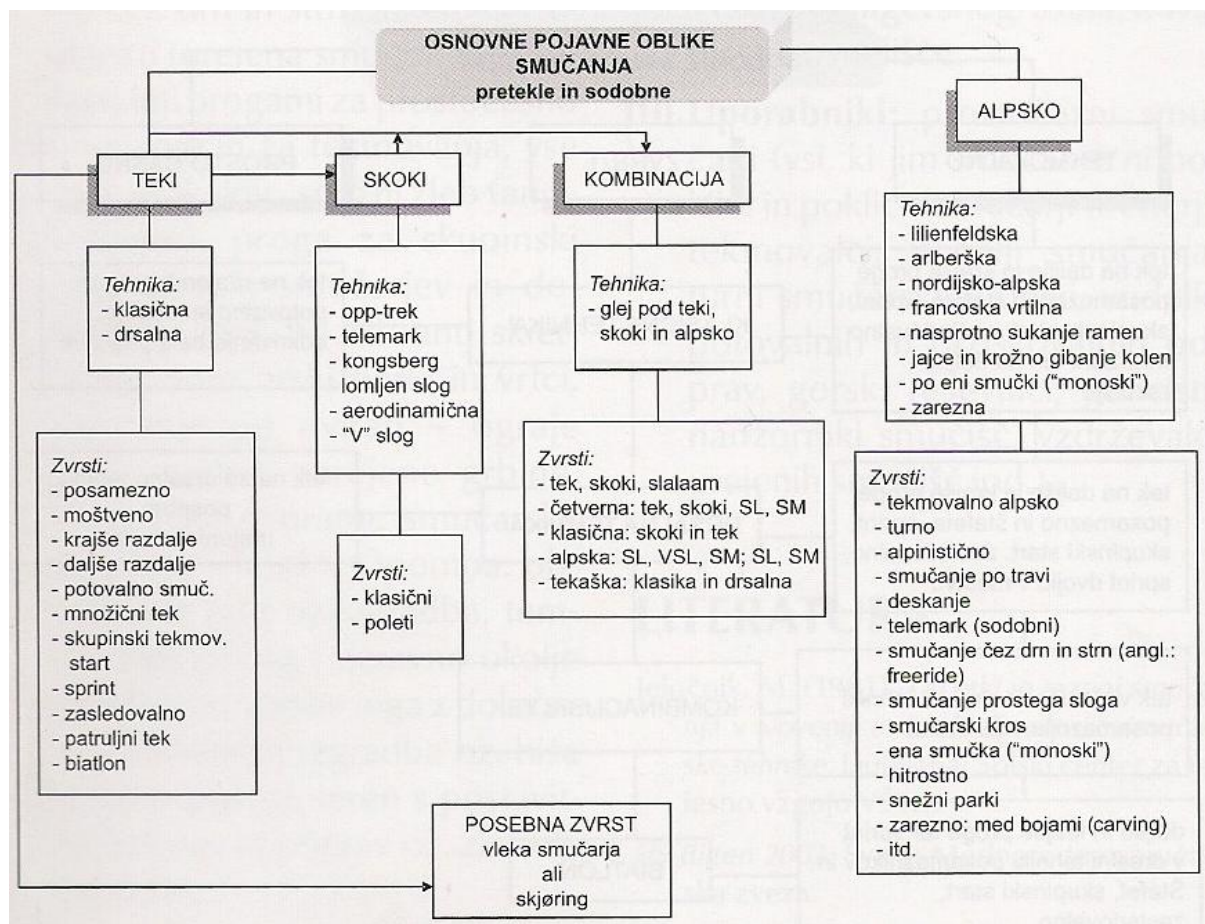 OSNOVNE POJAVNE OBLIKE
SMUČANJA
pretekle in sodobne
ALPSKO
TEKI
SKOKI
KOMBINACIJA
Tehnika:
- klasična
- drsalna
Tehnika:
- opp-trek
- telemark
- kongsberg
lomljen slog
- aerodinamična
- “V” slog
Tehnika:
- glej pod teki,
skoki in alpsko
Tehnika:
- lilienfeldska
- arlberška
- nordijsko-alpska
- francoska vrtilna
- nasprotno sukanje ramen
- jajce in krožno gibanje kolen
- po eni smučki (“monoski”)
- zarezna
Zvrsti:
- posamezno
- moštveno
- krajše razdalje
- daljše razdalje
- potovalno smuč.
- množični tek
- skupinski tekmov.
start
- sprint
- zasledovalno
- patruljni tek
- biatlon
Zvrsti:
- klasični
- poleti
Zvrsti:
- tek, skoki, slalaam
- četverna: tek, skoki, SL, SM
- klasična: skoki in tek
- alpska: SL, VSL, SM; SL, SM
- tekaška: klasika in drsalna
Zvrsti:
- tekmovalno alpsko
- turno
- alpinistično
- smučanje po travi
- deskanje
- telemark (sodobni)
- smučanje čez drn in strn (angl.:
freeride)
- smučanje prostega sloga
- smučarski kros
- ena smučka (“monoski”)
- hitrostno
- snežni parki
- zarezno: med bojami (carving)
- itd.
POSEBNA ZVRST
vleka smučarja
ali
skjøring